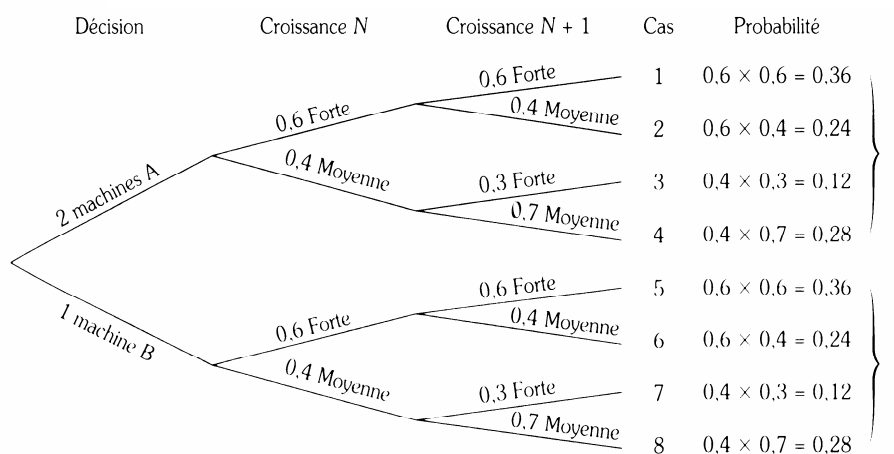 Décision Croissance N Croissance N + 1 Cas Probabilité
0,6 Forte 1 0,6 × 0,6 = 0,36
0,6 Forte
0,4 Moyenne 2 0,6 × 0,4 = 0,24
2 machines A
0,4 Moyenne
0,3 Forte 3 0,4 × 0,3 = 0,12
0,7 Moyenne 4 0,4 × 0,7 = 0,28
0,6 Forte 5 0,6 × 0,6 = 0,36
1 machine B
0,6 Forte
0,4 Moyenne 6 0,6 × 0,4 = 0,24
0,4 Moyenne
0,3 Forte 7 0,4 × 0,3 = 0,12
0,7 Moyenne 8 0,4 × 0,7 = 0,28